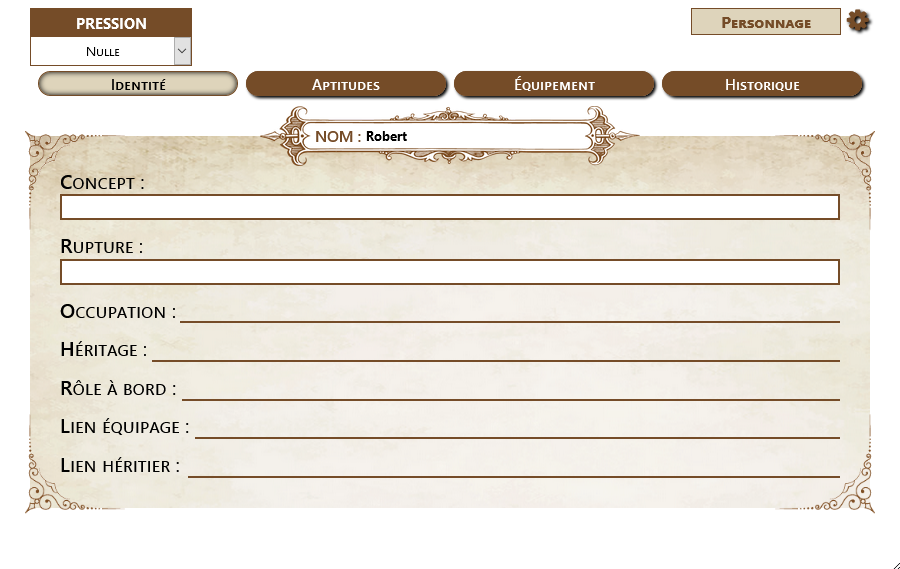 PRESSION
Personnage
Nulle
Identité
Aptitudes
Équipement
Historique
NOM : Robert
Concept :
Rupture :
Occupation :
Héritage :
Rôle à bord :
Lien équipage :
Lien héritier :